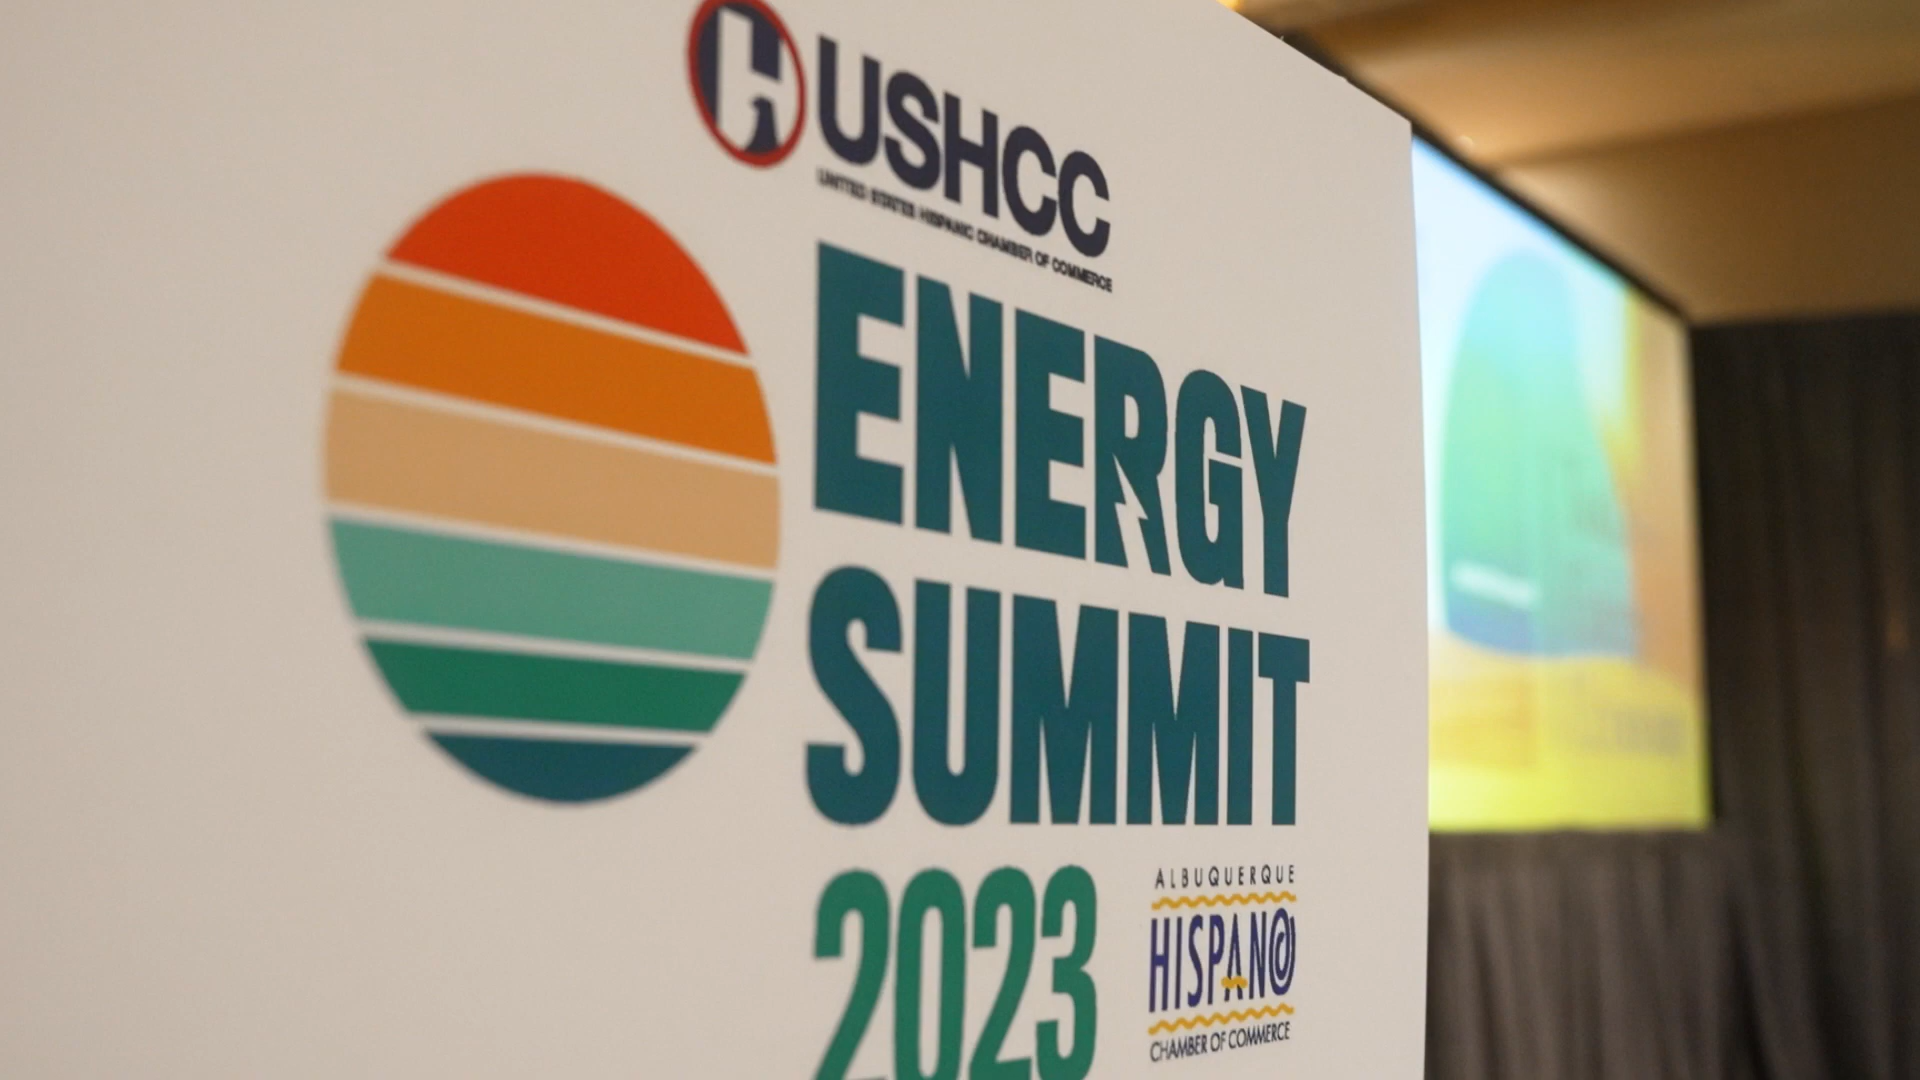 USHCC
UNITED STATES HISPANIC CHAMBER OF COMMERCE
ENERGY
SUMMIT
2023
ALBUQUERQUE
HISPANO
CHAMBER OF COMMERCE